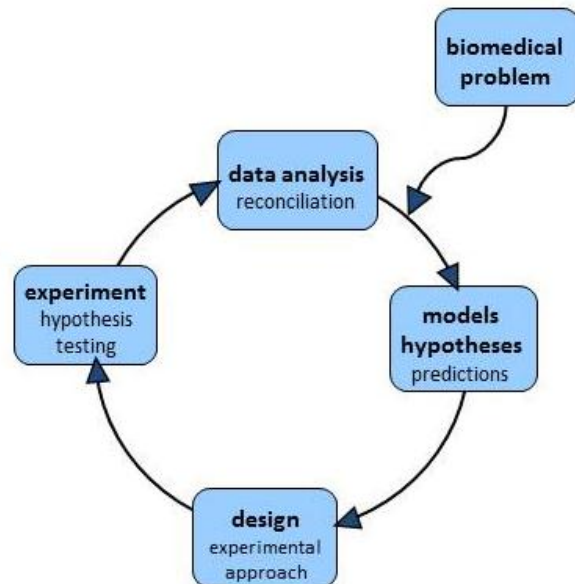 biomedical
problem
data analysis
reconciliation
experiment
hypothesis
testing
models
hypotheses
predictions
design
experimental
approach